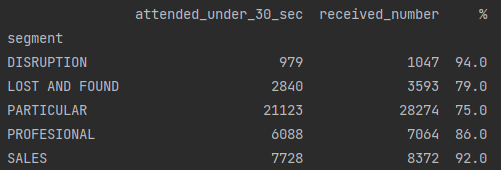 attended_under_30_sec received_number %
segment
DISRUPTION 979 1047 94.0
LOST AND FOUND 2840 3593 79.0
PARTICULAR 21123 28274 75.0
PROFESIONAL 6088 7064 86.0
SALES 7728 8372 92.0